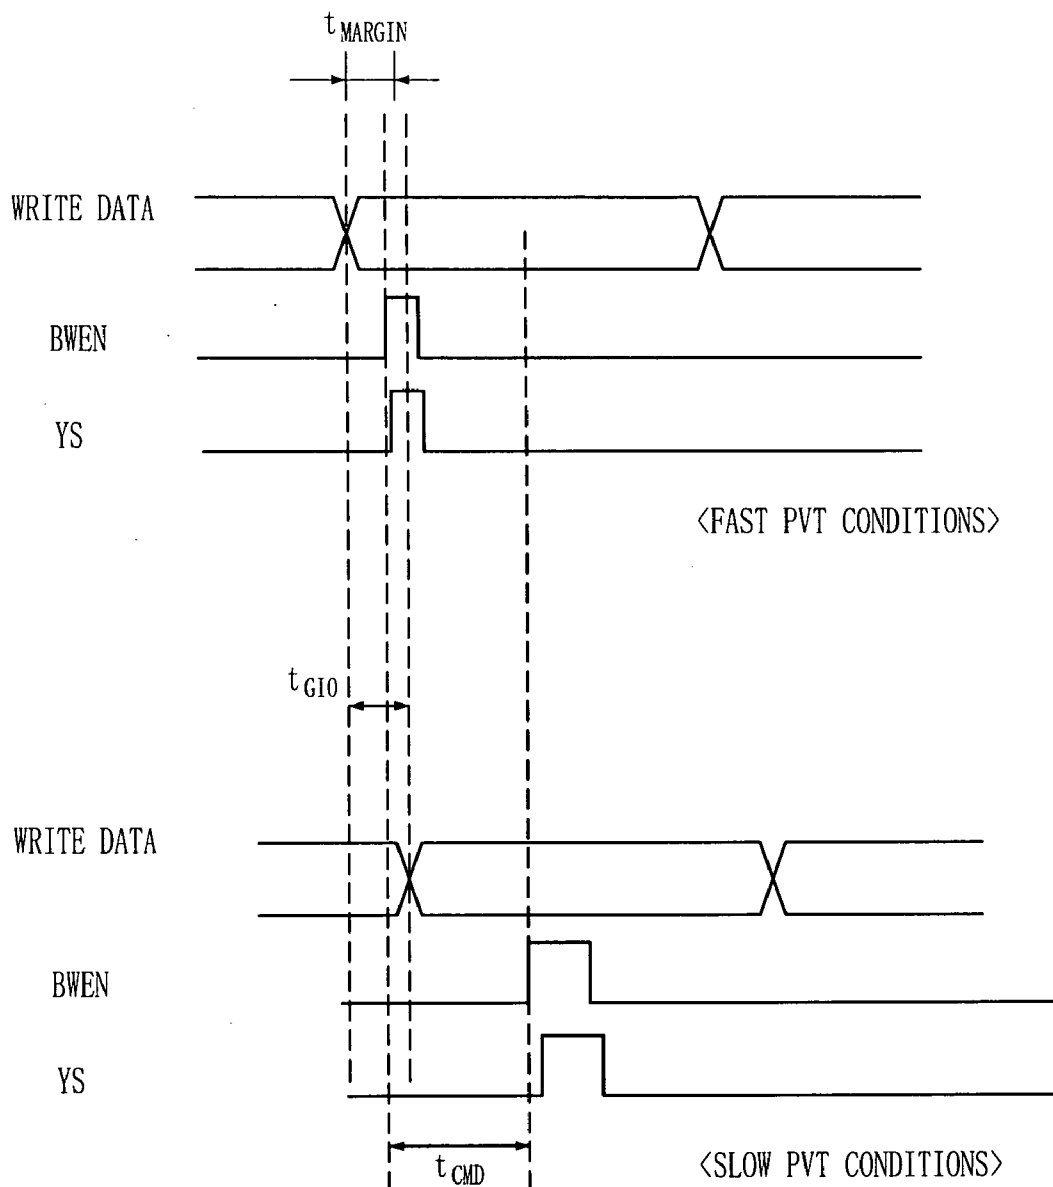 tMARGIN
WRITE DATA
BWEN
YS
<FAST PVT CONDITIONS>
tGIO
WRITE DATA
BWEN
YS
tCMD
<SLOW PVT CONDITIONS>